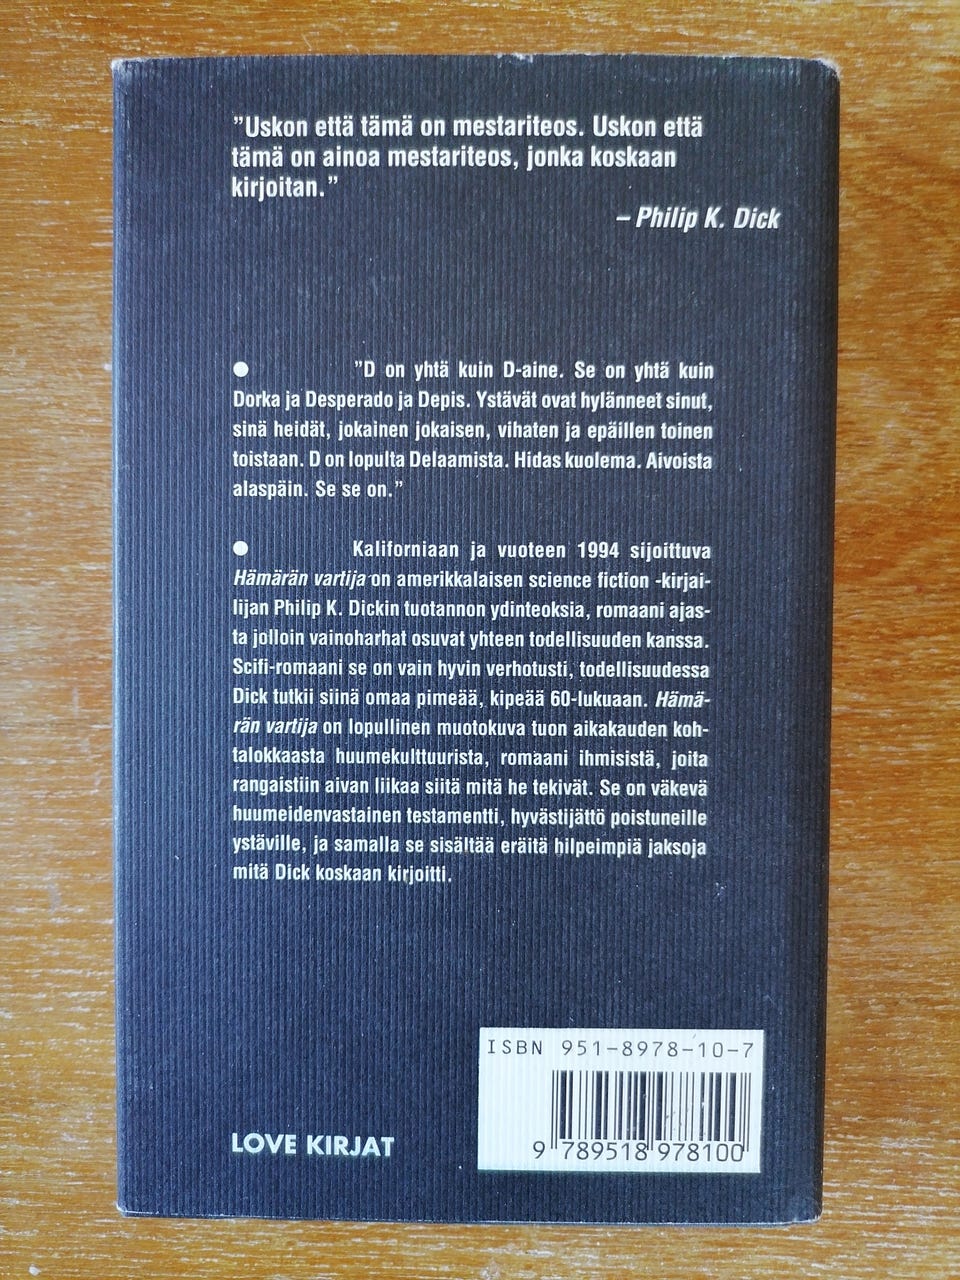 ”Uskon että tämä on mestariteos. Uskon että
tämä on ainoa mestariteos, jonka koskaan
kirjoitan.”
– Philip K. Dick
● ”D on yhtä kuin D-aine. Se on yhtä kuin
Dorka ja Desperado ja Depis. Ystävät ovat hylänneet sinut,
sinä heidät, jokainen jokaisen, vihaten ja epäillen toinen
toistaan. D on lopulta Delaamista. Hidas kuolema. Aivoista
alaspäin. Se se on.”
● Kaliforniaan ja vuoteen 1994 sijoittuva
Hämärän vartija on amerikkalaisen science fiction -kirjai-
lijan Philip K. Dickin tuotannon ydinteoksia, romaani ajas-
ta jolloin vainoharhat osuvat yhteen todellisuuden kanssa.
Scifi-romaani se on vain hyvin verhotusti, todellisuudessa
Dick tutkii siinä omaa pimeää, kipeää 60-lukuaan. Hämä-
rän vartija on lopullinen muotokuva tuon aikakauden koh-
talokkaasta huumekulttuurista, romaani ihmisistä, joita
rangaistiin aivan liikaa siitä mitä he tekivät. Se on väkevä
huumeidenvastainen testamentti, hyvästijättö poistuneille
ystäville, ja samalla se sisältää eräitä hilpeimpiä jaksoja
mitä Dick koskaan kirjoitti.
ISBN 951-8978-10-7
9 789518 978100
LOVE KIRJAT